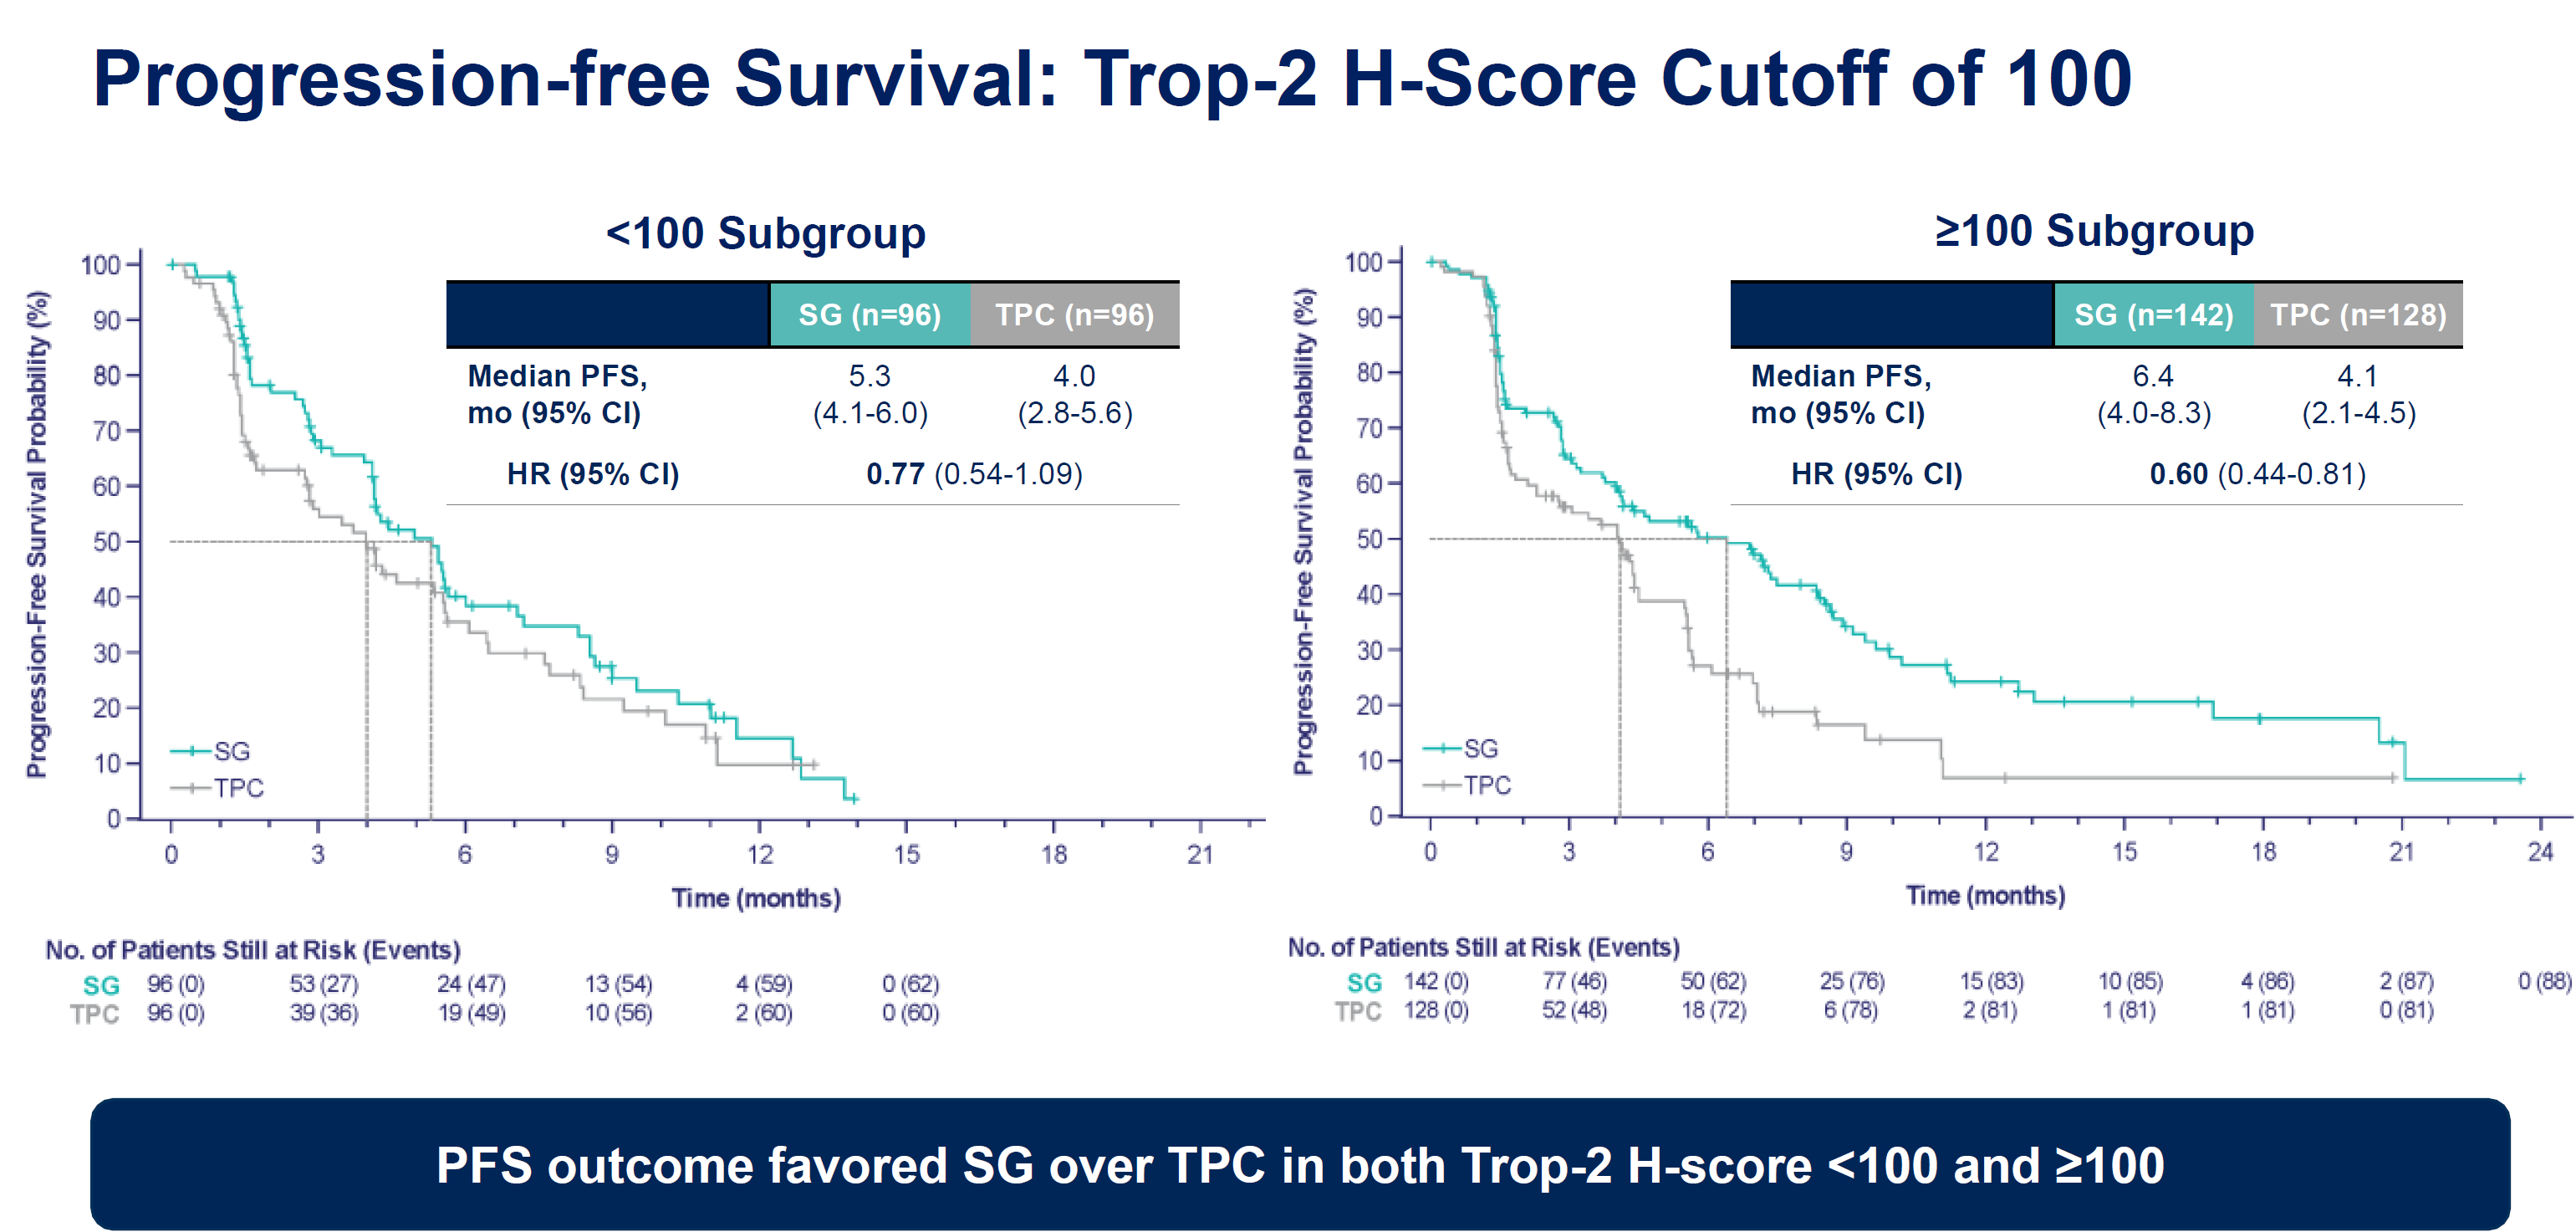 Progression-free Survival: Trop-2 H-Score Cutoff of 100
<100 Subgroup
SG (n=96) TPC (n=96)
Median PFS, mo (95% CI) 5.3 (4.1-6.0) 4.0 (2.8-5.6)
HR (95% CI) 0.77 (0.54-1.09)
Progression-Free Survival Probability (%)
100
90
80
70
60
50
40
30
20
10
0
SG
TPC
0 3 6 9 12 15 18 21
Time (months)
No. of Patients Still at Risk (Events)
SG 96 (0) 53 (27) 24 (47) 13 (54) 4 (59) 0 (62)
TPC 96 (0) 39 (36) 19 (49) 10 (56) 2 (60) 0 (60)
≥100 Subgroup
SG (n=142) TPC (n=128)
Median PFS, mo (95% CI) 6.4 (4.0-8.3) 4.1 (2.1-4.5)
HR (95% CI) 0.60 (0.44-0.81)
Progression-Free Survival Probability (%)
100
90
80
70
60
50
40
30
20
10
0
SG
TPC
0 3 6 9 12 15 18 21 24
Time (months)
No. of Patients Still at Risk (Events)
SG 142 (0) 77 (46) 50 (62) 25 (76) 15 (83) 10 (85) 4 (86) 2 (87) 0 (88)
TPC 128 (0) 52 (48) 18 (72) 6 (78) 2 (81) 1 (81) 1 (81) 0 (81)
PFS outcome favored SG over TPC in both Trop-2 H-score <100 and ≥100